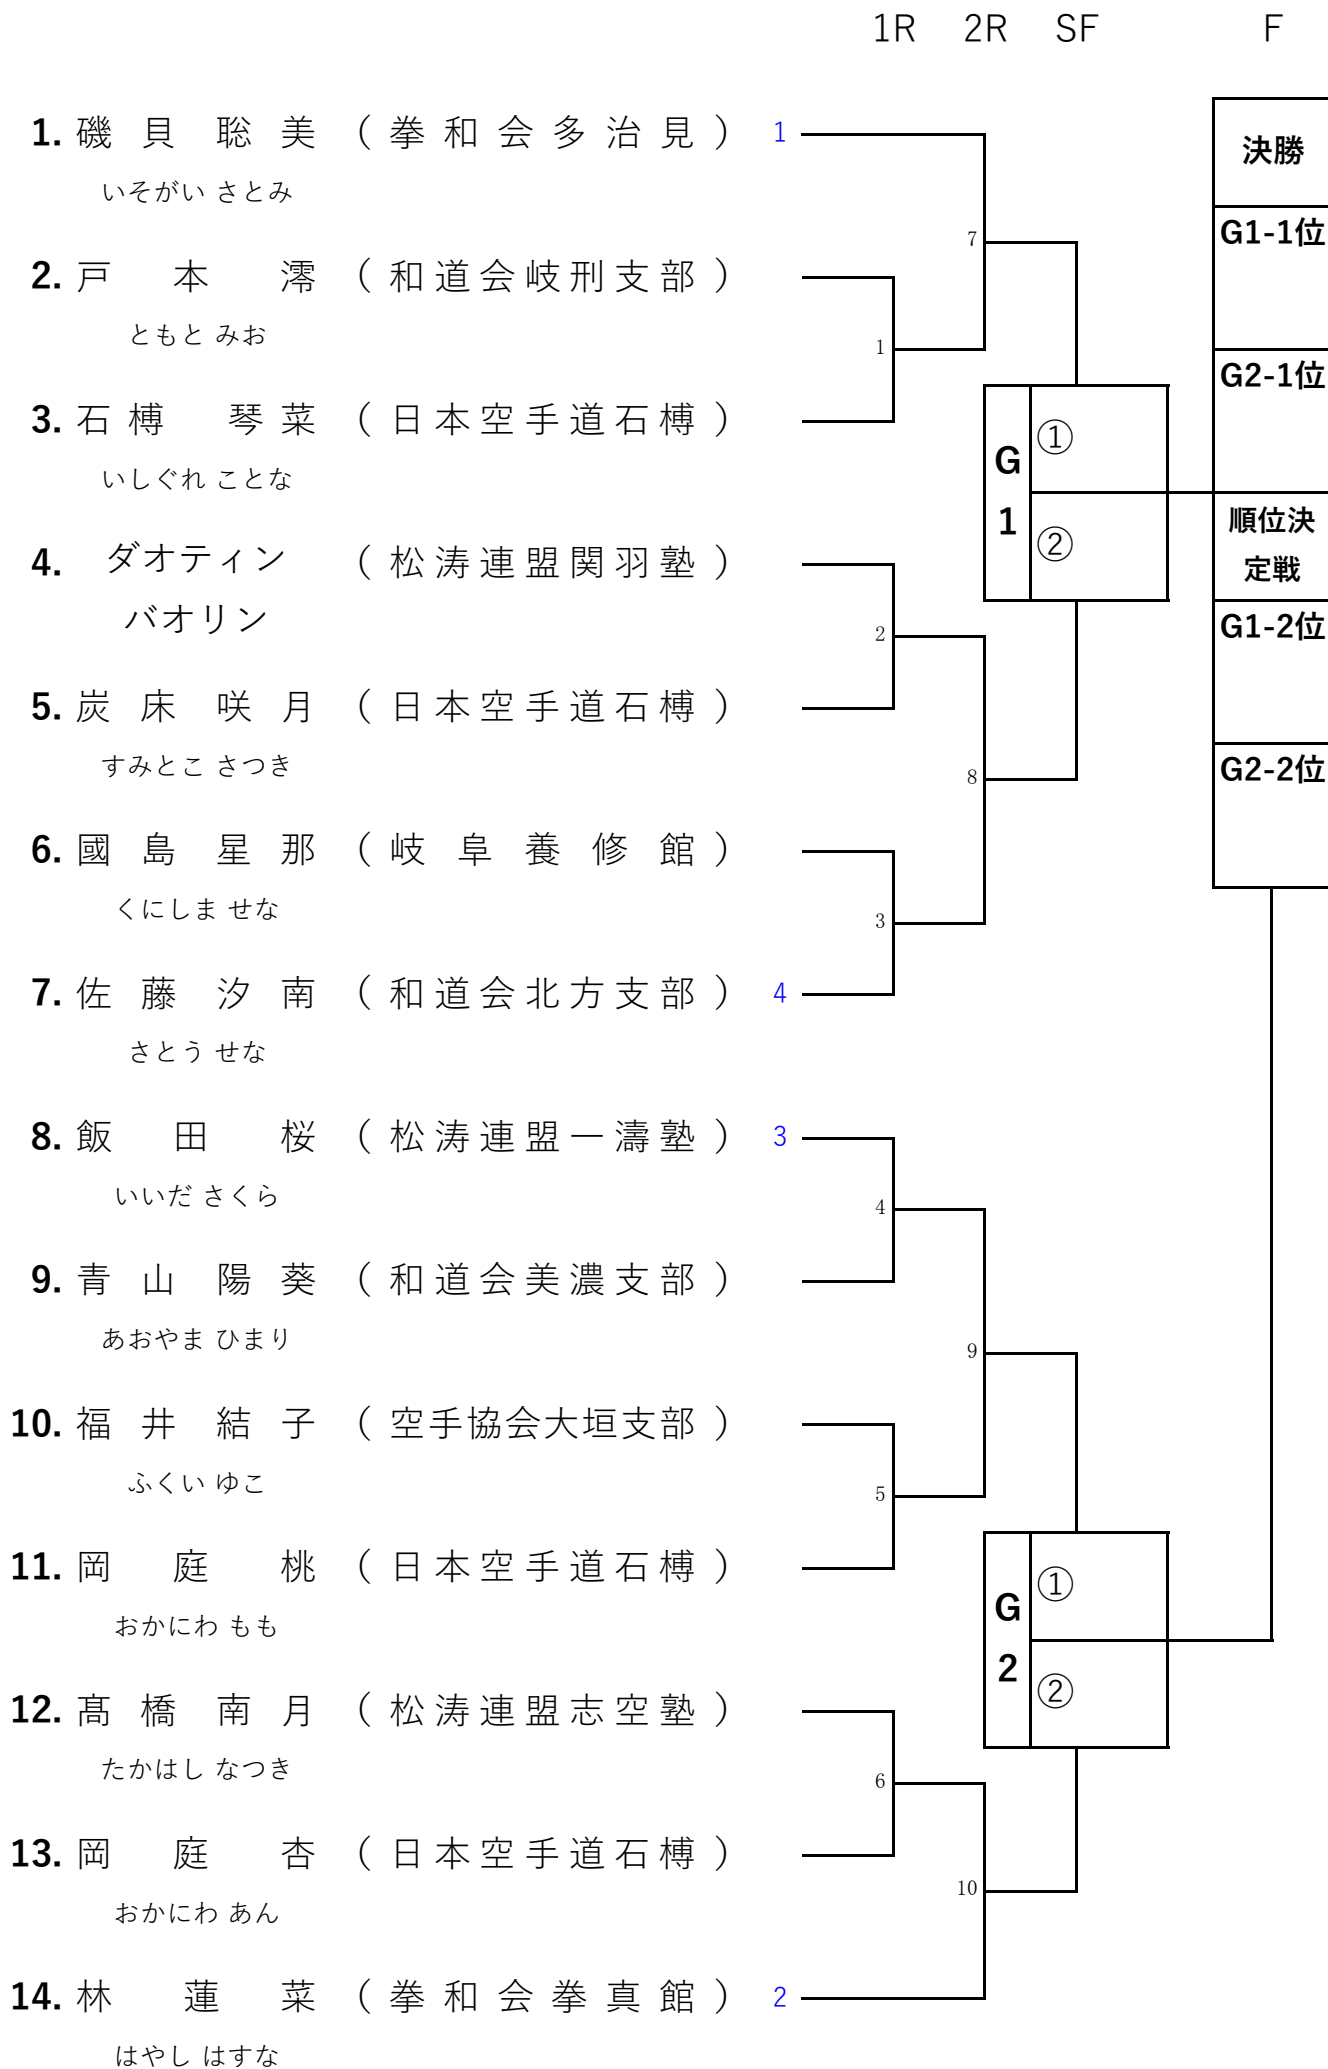 1R 2R SF F
1. 磯貝 聡美 (拳和会多治見) 1
いそがい さとみ
決勝
G1-1位
7
2. 戸本 澪 (和道会岐刑支部)
ともと みお
1
G2-1位
3. 石榑 琴菜 (日本空手道石榑)
いしぐれ ことな
G1
①
②
順位決
定戦
4. ダオティン (松涛連盟関羽塾)
バオリン
2
G1-2位
5. 炭床 咲月 (日本空手道石榑)
すみとこ さつき
8
G2-2位
6. 國島 星那 (岐阜養修館)
くにしま せな
3
7. 佐藤 汐南 (和道会北方支部) 4
さとう せな
8. 飯田 桜 (松涛連盟一濤塾) 3
いいだ さくら
4
9. 青山 陽葵 (和道会美濃支部)
あおやま ひまり
9
10. 福井 結子 (空手協会大垣支部)
ふくい ゆこ
5
11. 岡庭 桃 (日本空手道石榑)
おかにわ もも
G2
①
②
12. 髙橋 南月 (松涛連盟志空塾)
たかはし なつき
6
13. 岡庭 杏 (日本空手道石榑)
おかにわ あん
10
14. 林 蓮菜 (拳和会拳真館) 2
はやし はすな